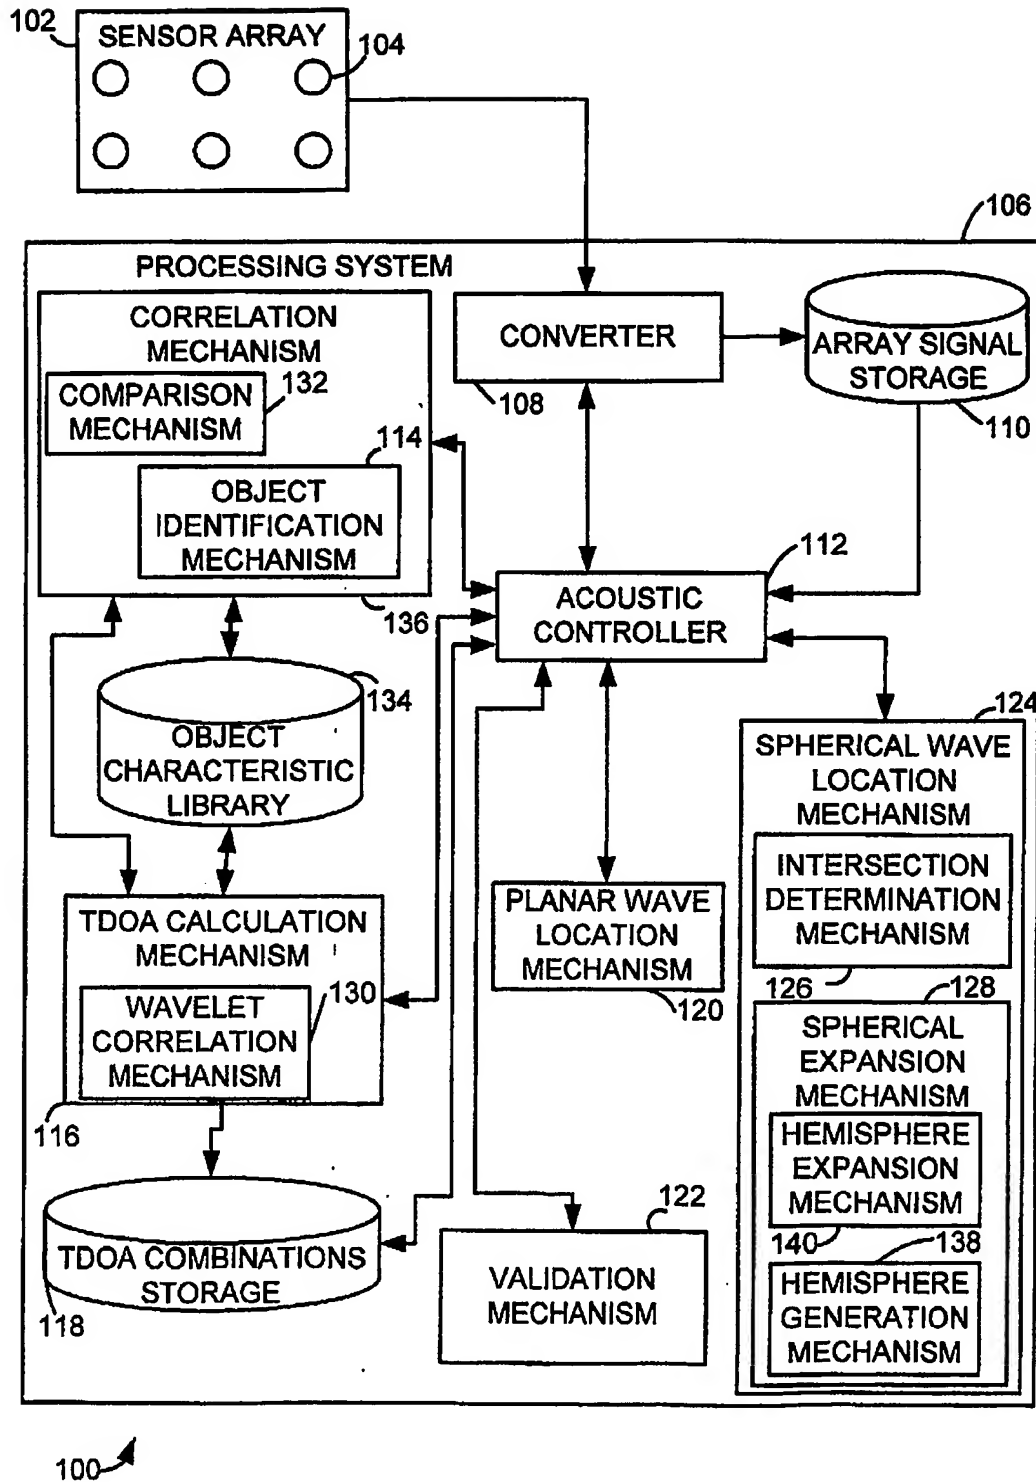 102
SENSOR ARRAY
104
106
PROCESSING SYSTEM
CORRELATION
MECHANISM
132
COMPARISON
MECHANISM
114
OBJECT
IDENTIFICATION
MECHANISM
136
CONVERTER
108
ARRAY SIGNAL
STORAGE
110
112
ACOUSTIC
CONTROLLER
134
OBJECT
CHARACTERISTIC
LIBRARY
124
SPHERICAL WAVE
LOCATION
MECHANISM
INTERSECTION
DETERMINATION
MECHANISM
126
128
SPHERICAL
EXPANSION
MECHANISM
HEMISPHERE
EXPANSION
MECHANISM
140
138
HEMISPHERE
GENERATION
MECHANISM
TDOA CALCULATION
MECHANISM
130
WAVELET
CORRELATION
MECHANISM
116
PLANAR WAVE
LOCATION
MECHANISM
120
TDOA COMBINATIONS
STORAGE
118
122
VALIDATION
MECHANISM
100